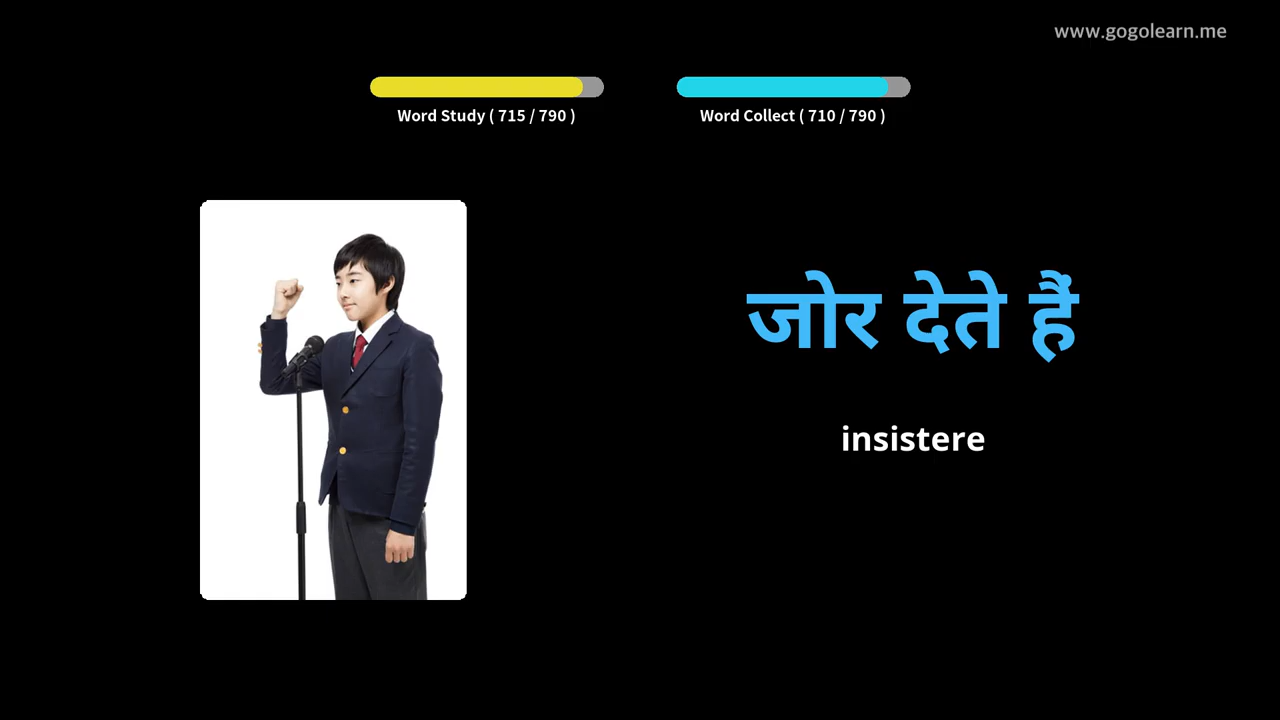 www.gogolearn.me
Word Study ( 715 / 790 )
Word Collect ( 710 / 790 )
जोर देते हैं
insistere